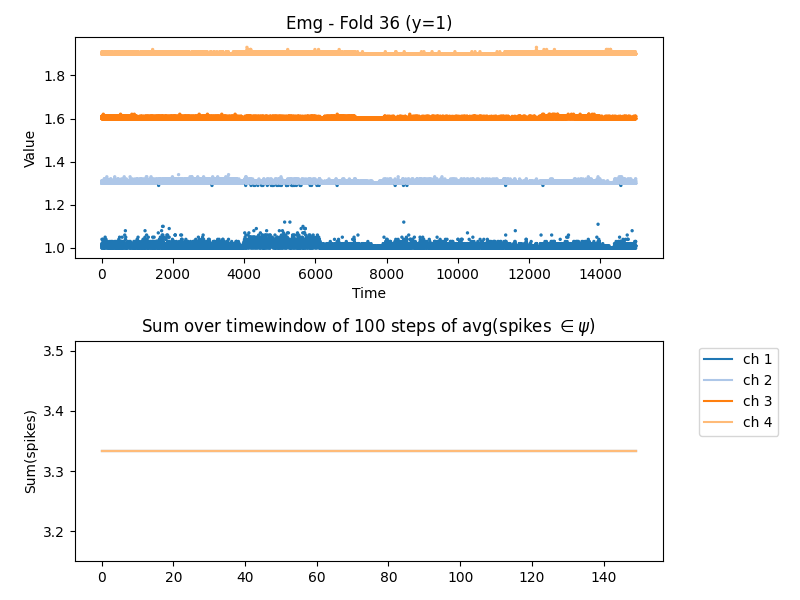 Emg - Fold 36 (y=1)
Value
1.8
1.6
1.4
1.2
1.0
0 2000 4000 6000 8000 10000 12000 14000
Time
Sum over timewindow of 100 steps of avg(spikes ∈ ψ)
Sum(spikes)
3.5
3.4
3.3
3.2
0 20 40 60 80 100 120 140
ch 1
ch 2
ch 3
ch 4